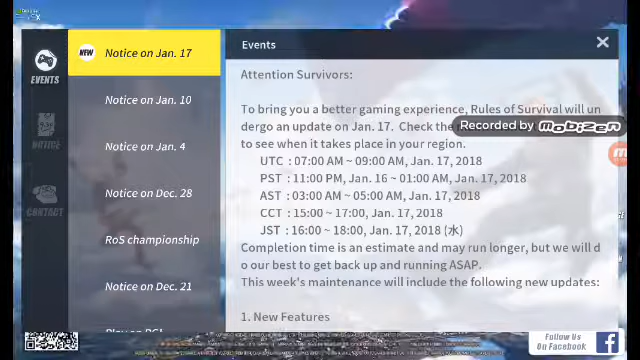 NEW
Notice on Jan. 17
Events
EVENTS
Attention Survivors:
Notice on Jan. 10
To bring you a better gaming experience, Rules of Survival will un
dergo an update on Jan. 17. Check the
Recorded by mobizen
to see when it takes place in your region.
Notice on Jan. 4
NOTICE
UTC : 07:00 AM ~ 09:00 AM, Jan. 17, 2018
PST : 11:00 PM, Jan. 16 ~ 01:00 AM, Jan. 17, 2018
Notice on Dec. 28
AST : 03:00 AM ~ 05:00 AM, Jan. 17, 2018
CONTACT
CCT : 15:00 ~ 17:00, Jan. 17, 2018
JST : 16:00 ~ 18:00, Jan. 17, 2018 (水)
RoS championship
Completion time is an estimate and may run longer, but we will d
o our best to get back up and running ASAP.
Notice on Dec. 21
This week's maintenance will include the following new updates:
1. New Features
Follow Us
On Facebook